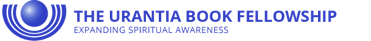 THE URANTIA BOOK FELLOWSHIP
EXPANDING SPIRITUAL AWARENESS